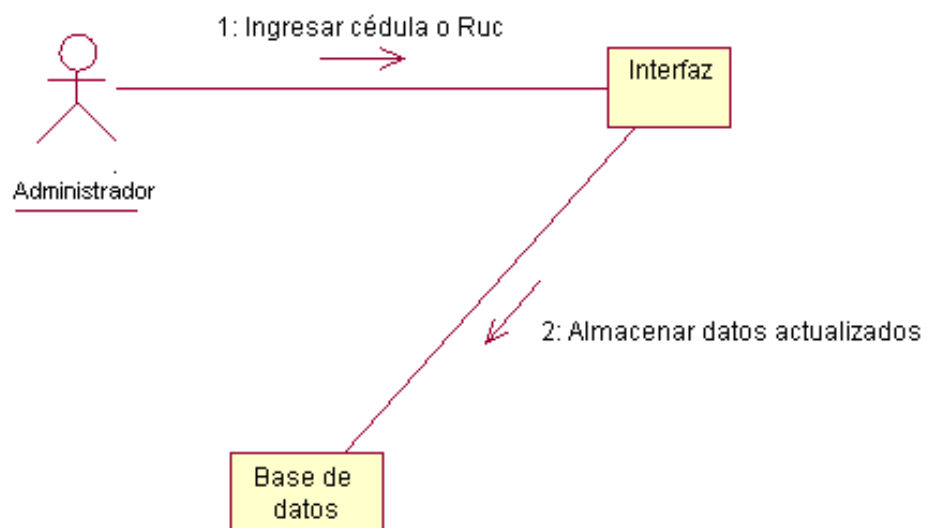 1: Ingresar cédula o Ruc
Interfaz
Administrador
2: Almacenar datos actualizados
Base de
datos